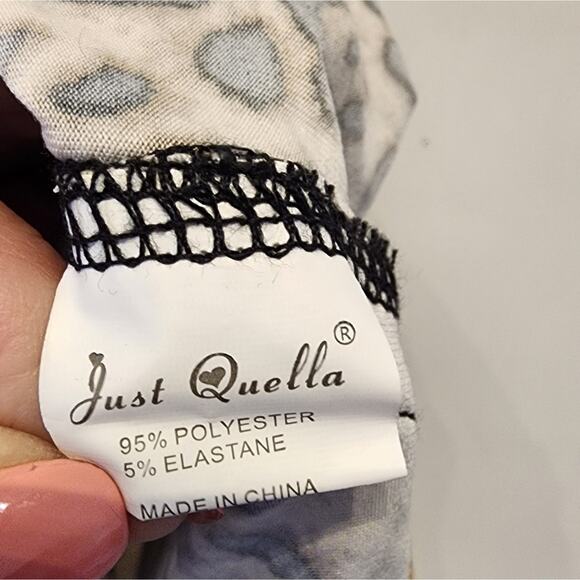 Just Quella ®
95% POLYESTER
5% ELASTANE
MADE IN CHINA